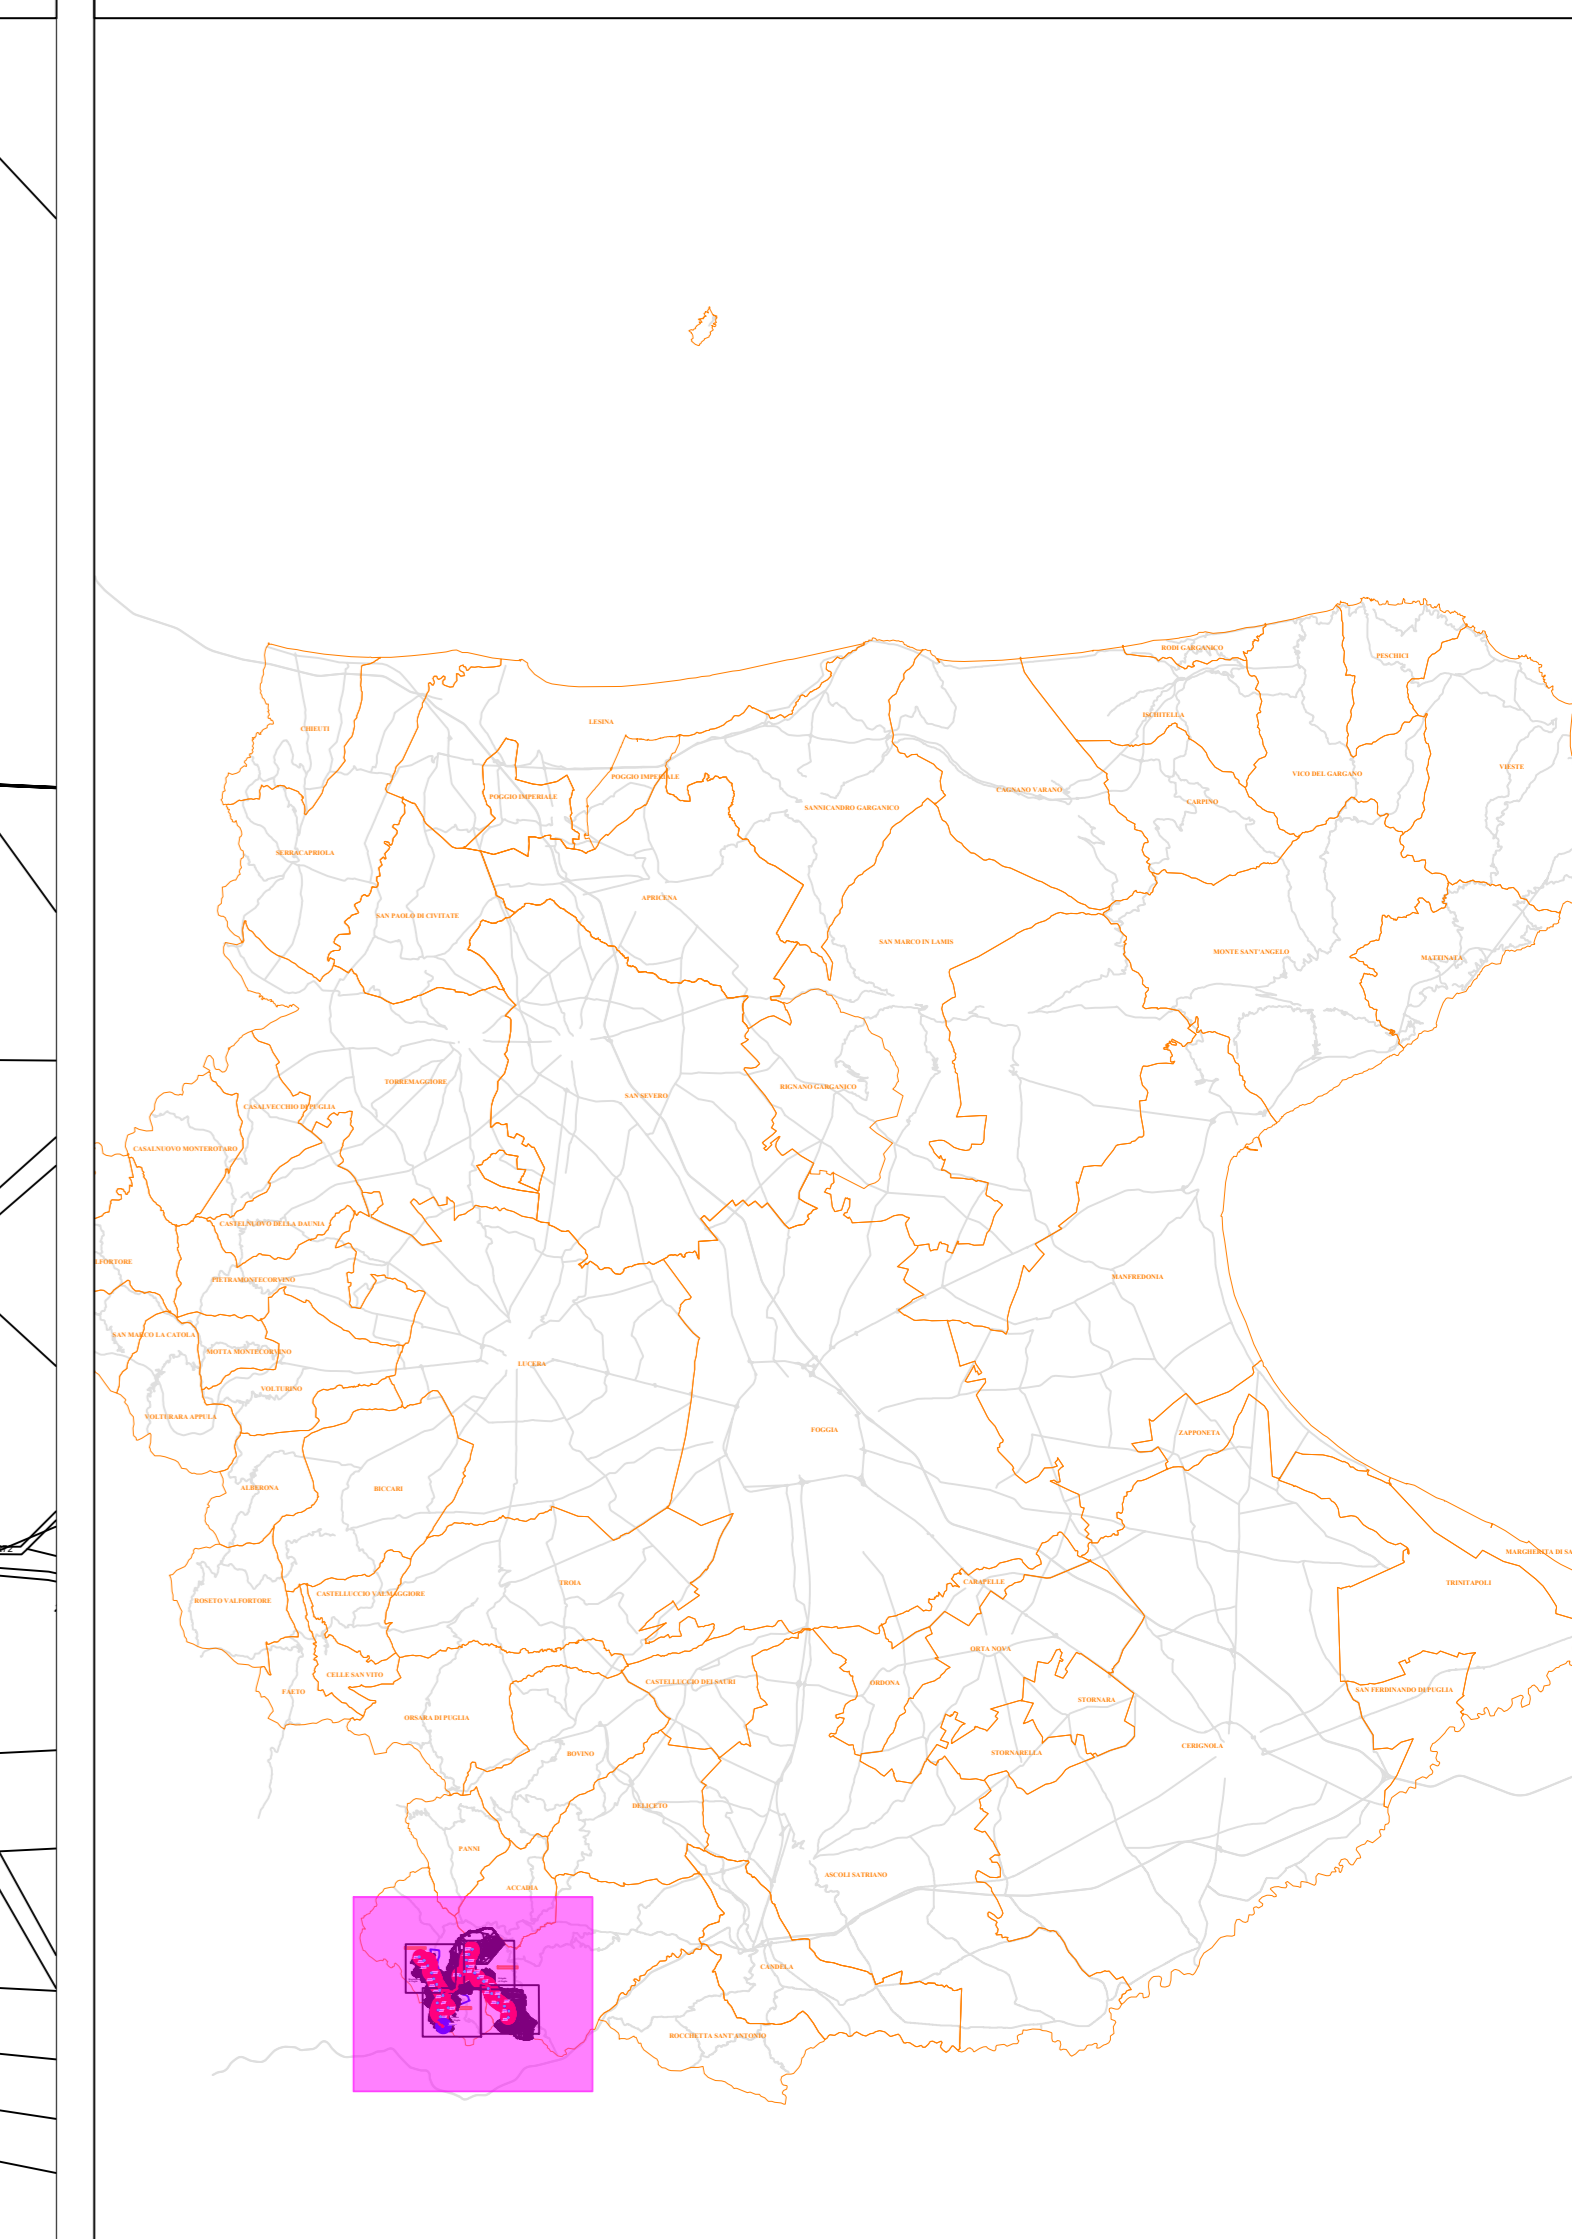 RODI GARGANICO
PESCHICI
ISCHITELLA
LESINA
CHIEUTI
VIESTE
VICO DEL GARGANO
POGGIO IMPERIALE
CAGNANO VARANO
POGGIO IMPERIALE
CARPINO
SANNICANDRO GARGANICO
SERRACAPRIOLA
APRICENA
SAN PAOLO DI CIVITATE
SAN MARCO IN LAMIS
MONTE SANT'ANGELO
MATTINATA
TORREMAGGIORE
RIGNANO GARGANICO
SAN SEVERO
CASALVECCHIO DI PUGLIA
CASALNUOVO MONTEROTARO
CASTELNUOVO DELLA DAUNIA
LFORTORE
MANFREDONIA
PIETRAMONTECORVINO
SAN MARCO LA CATOLA
MOTTA MONTECORVINO
LUCERA
VOLTURINO
VOLTURARA APPULA
FOGGIA
ZAPPONETA
ALBERONA
BICCARI
MARGHERITA DI SA
CARAPELLE
TROIA
TRINITAPOLI
CASTELLUCCIO VALMAGGIORE
ROSETO VALFORTORE
ORTA NOVA
CELLE SAN VITO
CASTELLUCCIO DEI SAURI
ORDONA
FAETO
SAN FERDINANDO DI PUGLIA
STORNARA
ORSARA DI PUGLIA
CERIGNOLA
STORNARELLA
BOVINO
DELICETO
PANNI
ASCOLI SATRIANO
ACCADIA
CANDELA
ROCCHETTA SANT'ANTONIO